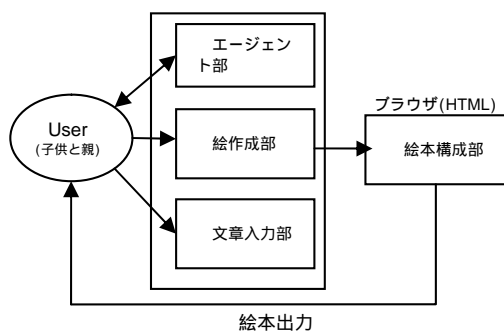 エージェン
ト部
ブラウザ(HTML)
User
(子供と親)
絵作成部
絵本構成部
文章入力部
絵本出力